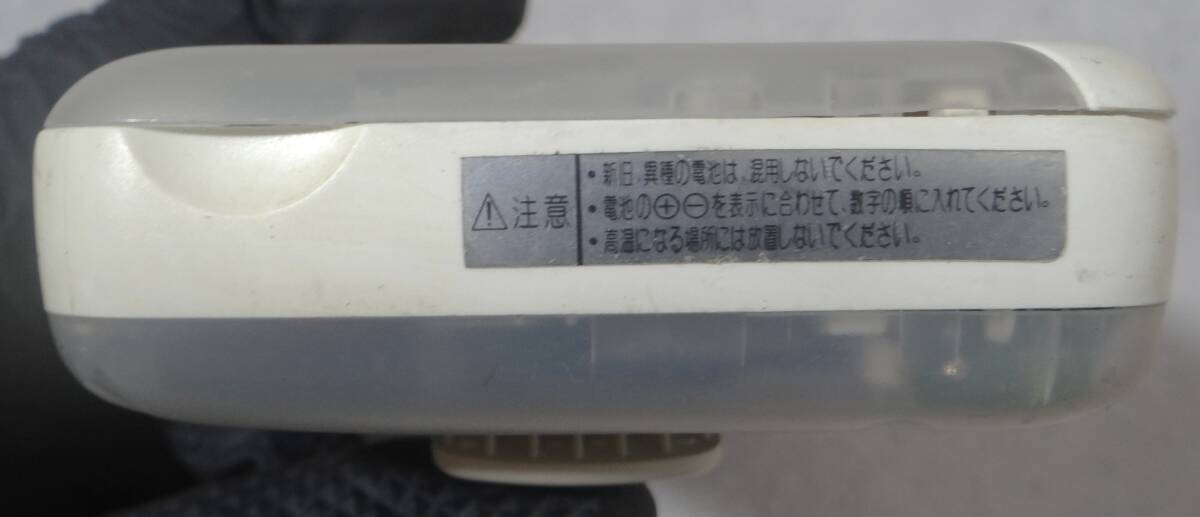 ⚠注意
・新旧、異種の電池は、混用しないでください。
・電池の⊕⊖を表示に合わせて、数字の順に入れてください。
・高温になる場所には放置しないでください。